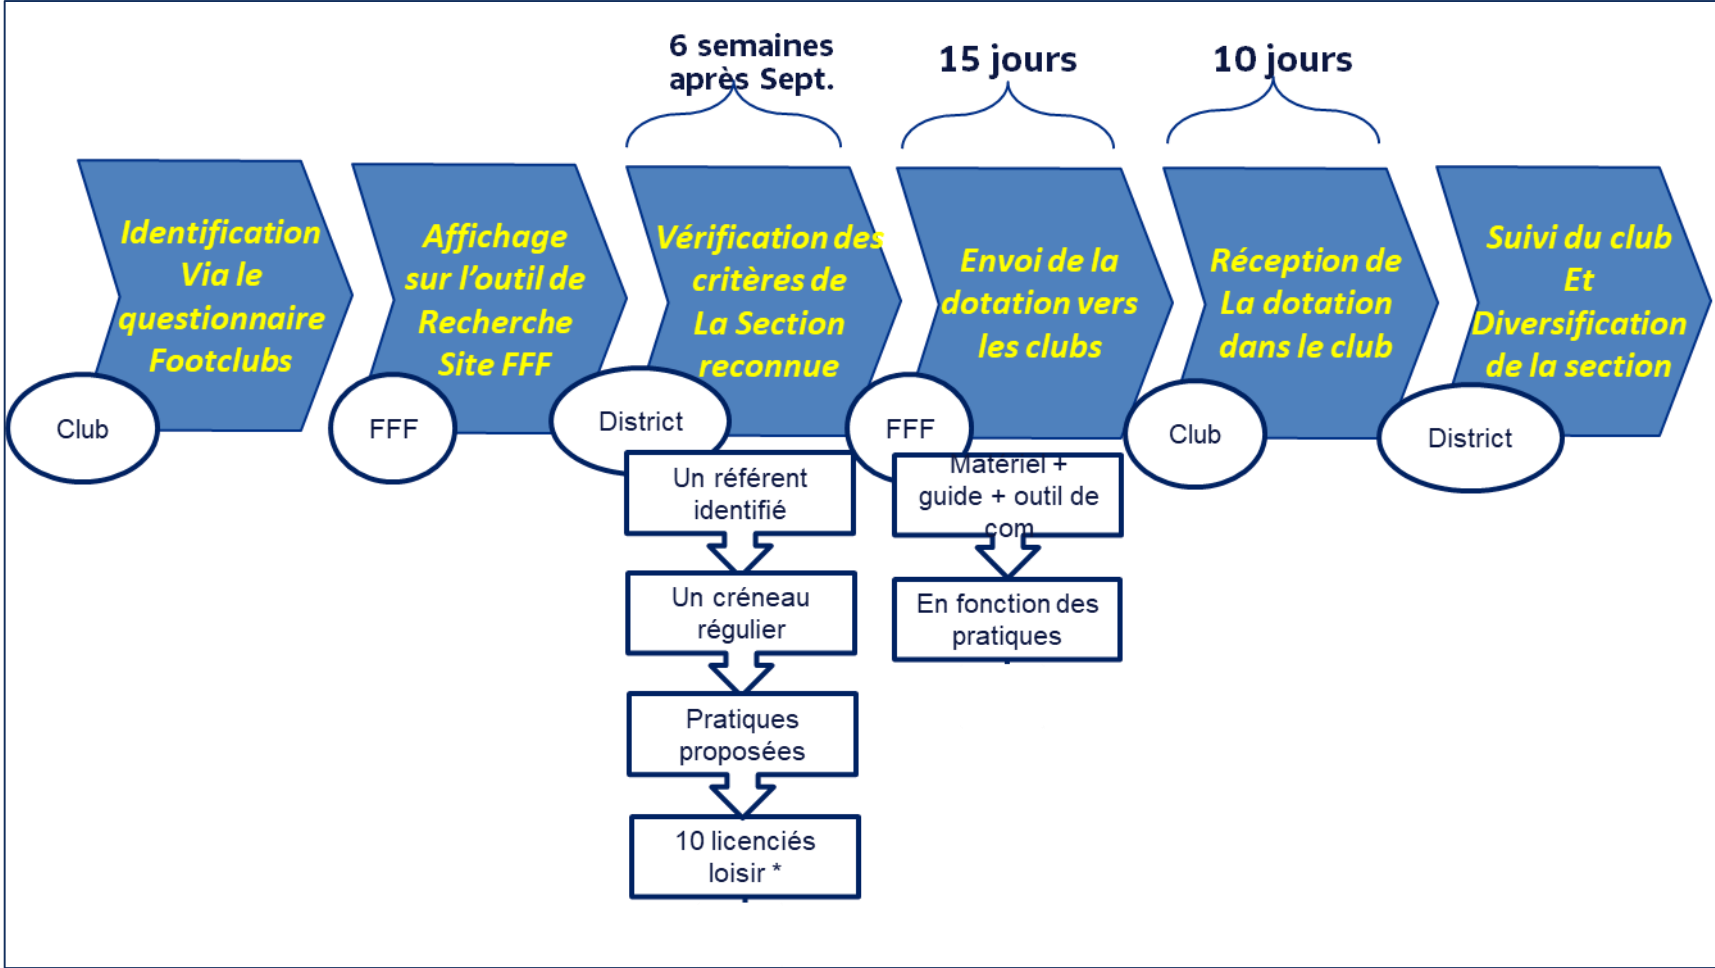 6 semaines
après Sept.
15 jours
10 jours
Identification
Via le
questionnaire
Footclubs
Affichage
sur l'outil de
Recherche
Site FFF
Vérification des
critères de
La Section
reconnue
Envoi de la
dotation vers
les clubs
Réception de
La dotation
dans le club
Suivi du club
Et
Diversification
de la section
Club
FFF
District
FFF
Club
District
Un référent
identifié
Un créneau
régulier
Pratiques
proposées
10 licenciés
loisir *
Matériel +
guide + outil de
com
En fonction des
pratiques